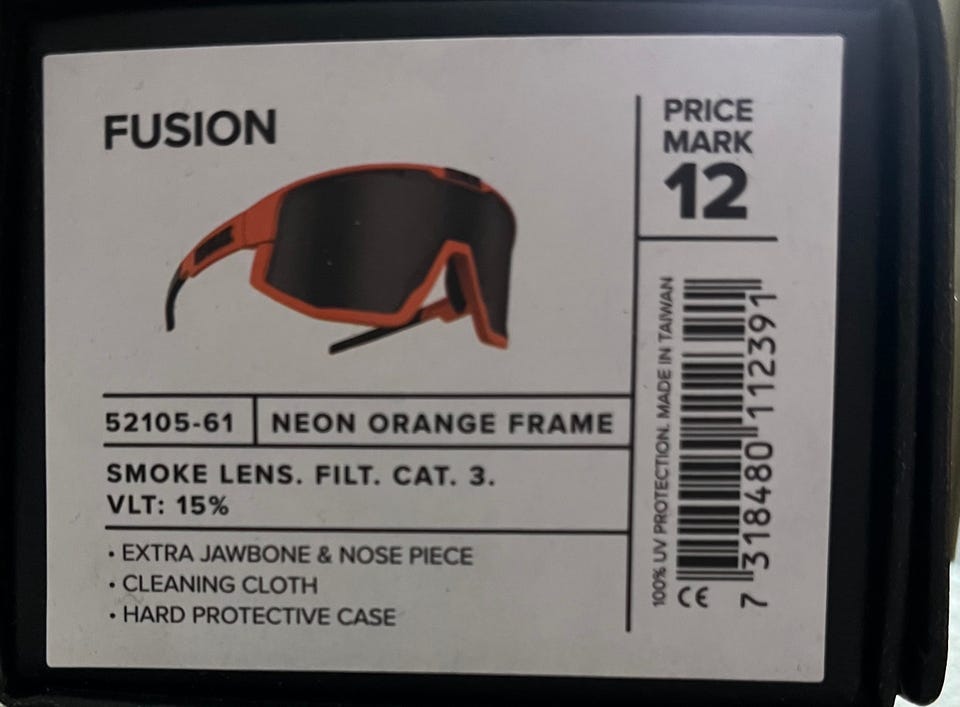 FUSION
PRICE
MARK
12
52105-61
NEON ORANGE FRAME
SMOKE LENS. FILT. CAT. 3.
VLT: 15%
• EXTRA JAWBONE & NOSE PIECE
• CLEANING CLOTH
• HARD PROTECTIVE CASE
100% UV PROTECTION. MADE IN TAIWAN
CE
7 318480 112391